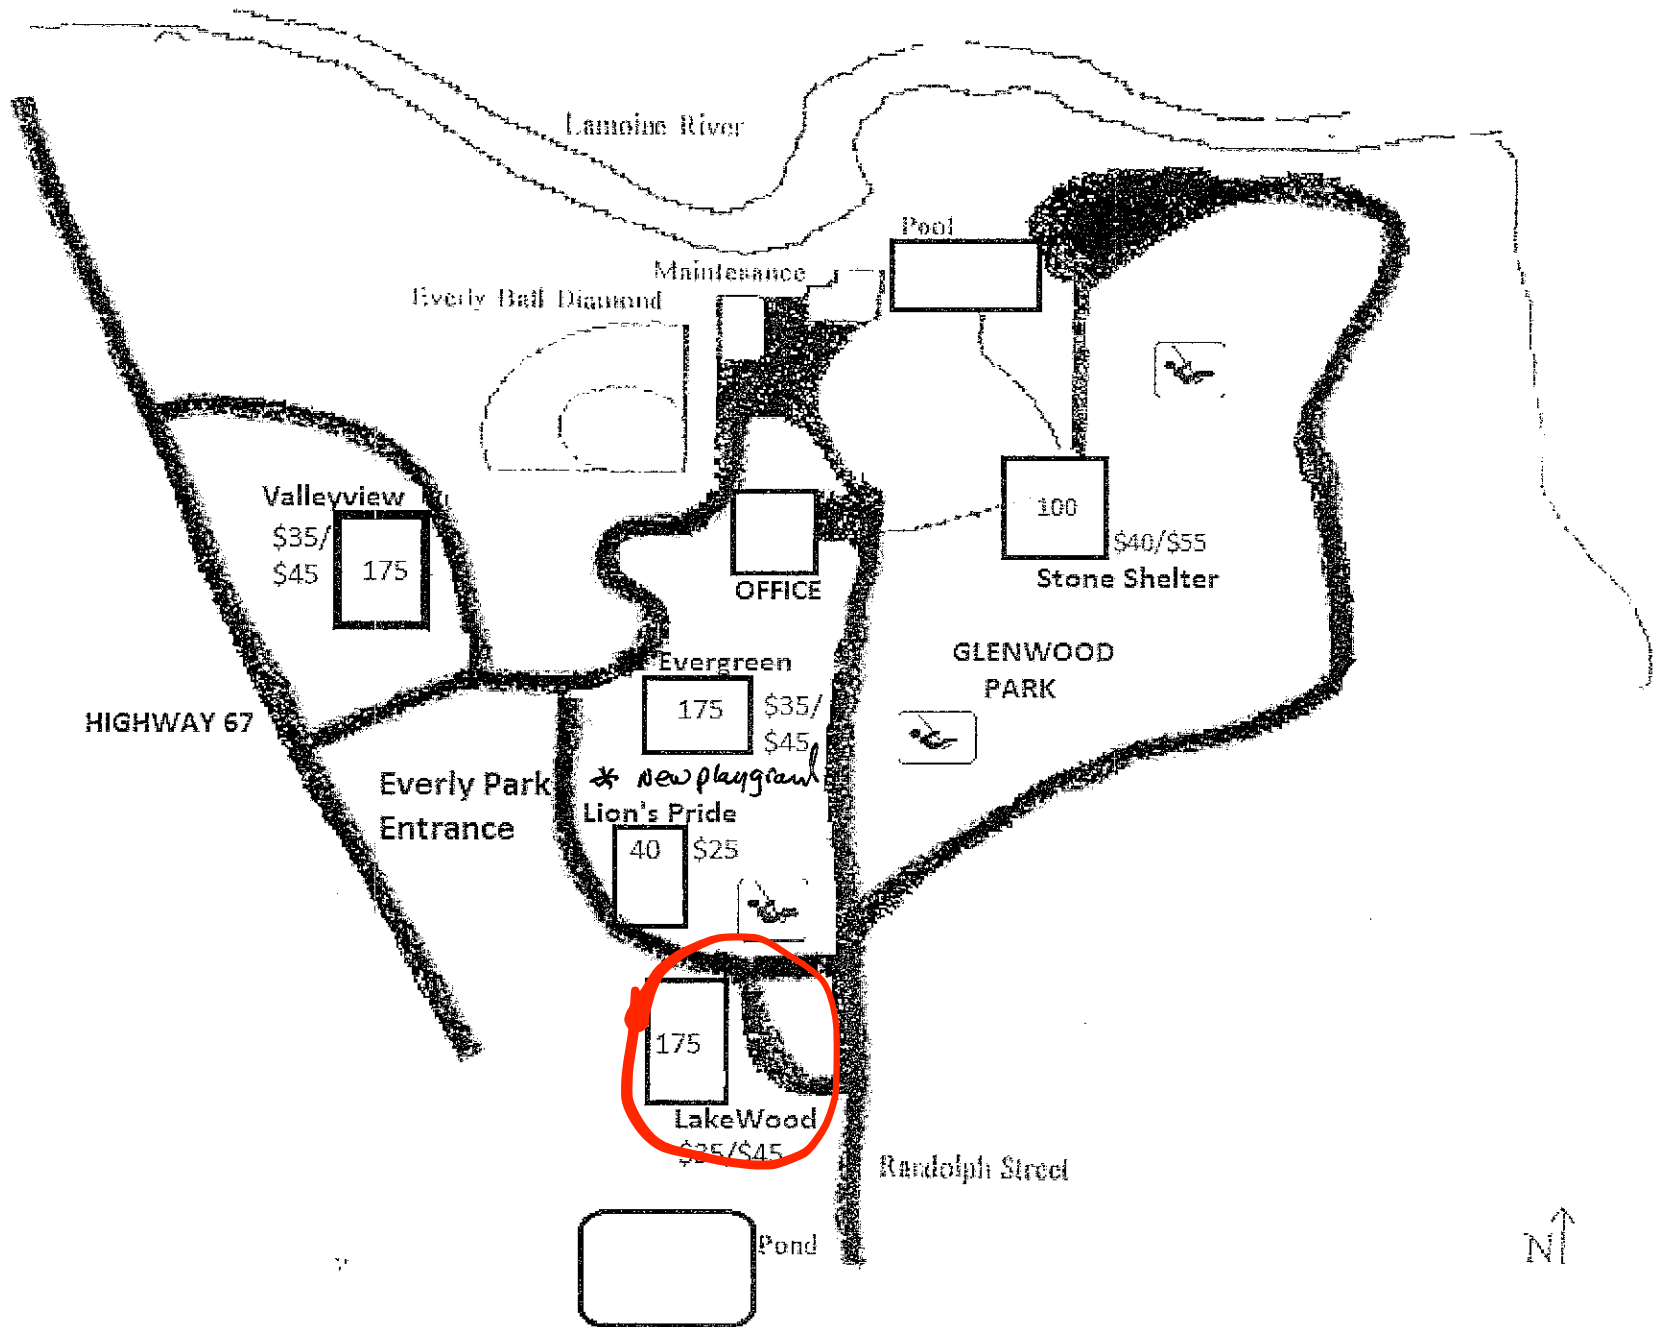 Lamoine River
Pool
Maintenance
Everly Ball Diamond
Valleyview
$35/
$45
175
100
$40/$55
Stone Shelter
OFFICE
GLENWOOD
PARK
Evergreen
175
$35/
$45
HIGHWAY 67
* New playground
Everly Park
Entrance
Lion's Pride
40
$25
175
LakeWood
$35/$45
Randolph Street
Pond
N